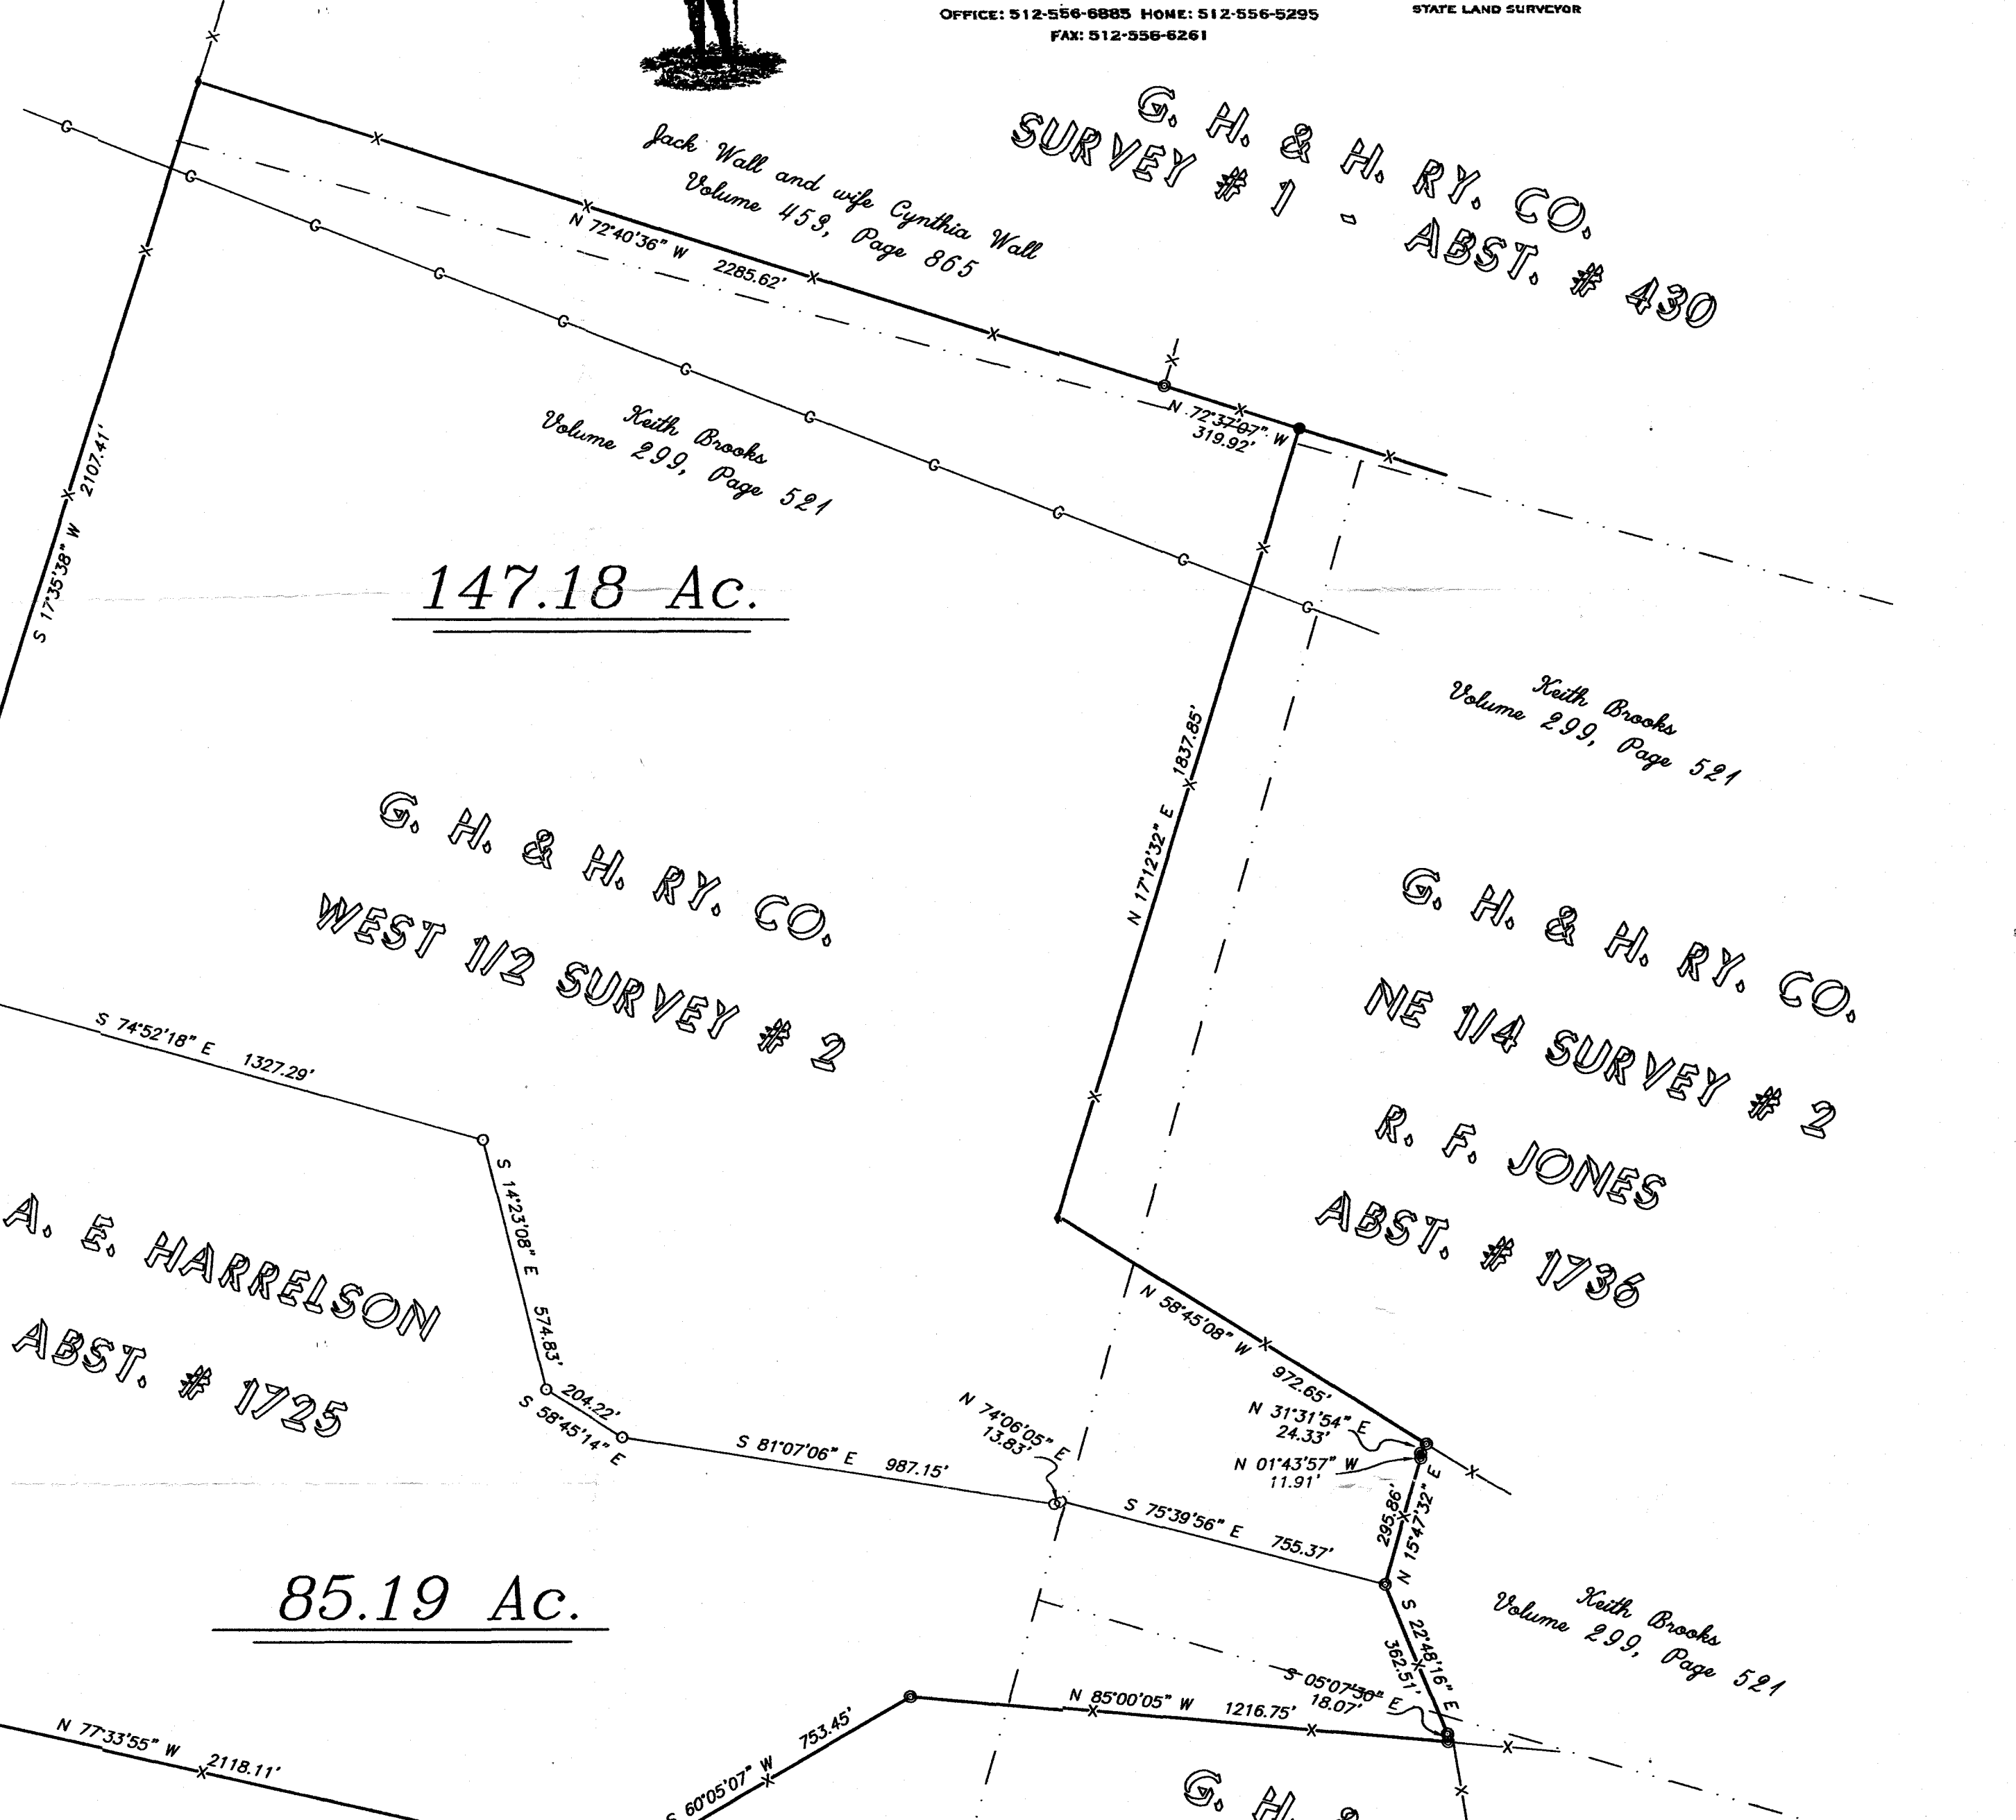 OFFICE: 512-556-6885 HOME: 512-556-5295
FAX: 512-556-6261
STATE LAND SURVEYOR
G. H. & H. RY. CO.
SURVEY # 1 - ABST. # 430
Jack Wall and wife Cynthia Wall
Volume 453, Page 865
N 72°40'36" W 2285.62'
N 72°37'07" W
319.92'
Keith Brooks
Volume 299, Page 521
S 17°35'38" W 2107.41'
147.18 Ac.
N 17°12'32" E 1837.85'
Keith Brooks
Volume 299, Page 521
G. H. & H. RY. CO.
WEST 1/2 SURVEY # 2
G. H. & H. RY. CO.
NE 1/4 SURVEY # 2
R. F. JONES
ABST. # 1736
S 74°52'18" E 1327.29'
S 14°23'08" E 574.83'
A. E. HARRELSON
ABST. # 1725
204.22'
S 58°45'14" E
S 81°07'06" E 987.15'
N 74°06'05" E
13.83'
N 58°45'08" W 972.65'
N 31°31'54" E
24.33'
N 01°43'57" W
11.91'
295.86'
N 15°47'32" E
S 75°39'56" E 755.37'
85.19 Ac.
S 22°48'16" E
362.51'
S 05°07'30" E
18.07'
Keith Brooks
Volume 299, Page 521
N 85°00'05" W 1216.75'
S 60°05'07" W 753.45'
N 77°33'55" W 2118.11'
G. H. &